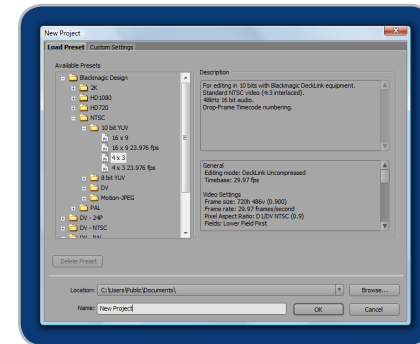 New Project
Load Preset
Custom Settings
Available Presets
Blackmagic Design
2K
HD1080
HD720
NTSC
10 bit YUV
16 x 9
16 x 9 23.976 fps
4 x 3
4 x 3 23.976 fps
8 bit YUV
DV
Motion-JPEG
PAL
DV - 24P
DV - NTSC
DV - PAL
Description
For editing in 10 bits with Blackmagic DeckLink equipment.
Standard NTSC video (4:3 interlaced).
48kHz 16 bit audio.
Drop-Frame Timecode numbering.
General
Editing mode: DeckLink Uncompressed
Timebase: 29.97 fps
Video Settings
Frame size: 720h 486v (0.900)
Frame rate: 29.97 frames/second
Pixel Aspect Ratio: D1/DV NTSC (0.9)
Fields: Lower Field First
Delete Preset
Location: C:\Users\Public\Documents\
Browse...
Name: New Project
OK
Cancel